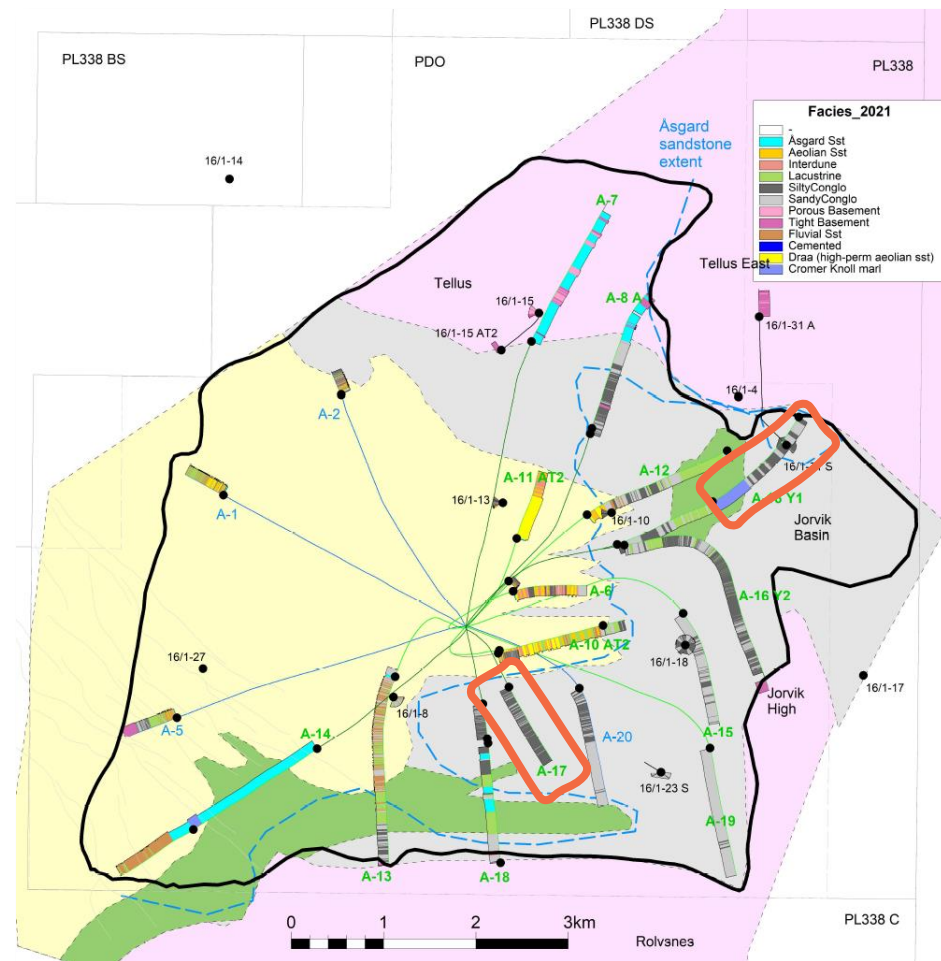 PL338 DS
PL338 BS
PDO
PL338
Facies_2021
-
Åsgard Sst
Aeolian Sst
Interdune
Lacustrine
SiltyConglo
SandyConglo
Porous Basement
Tight Basement
Fluvial Sst
Cemented
Draa (high-perm aeolian sst)
Cromer Knoll marl
Åsgard
sandstone
extent
16/1-14
A-7
Tellus East
Tellus
A-8 A
16/1-15
16/1-31 A
16/1-15 AT2
16/1-4
A-2
A-12
16/1-31 S
A-11 AT2
A-1
16/1-13
Y1
16/1-10
Jorvik
Basin
A-6
A-16 Y2
A-10 AT2
16/1-18
16/1-27
16/1-17
Jorvik
High
16/1-8
A-5
A-14
A-20
A-15
A-17
16/1-23 S
A-19
A-13
A-18
0 1 2 3km
PL338 C
Rolvsnes